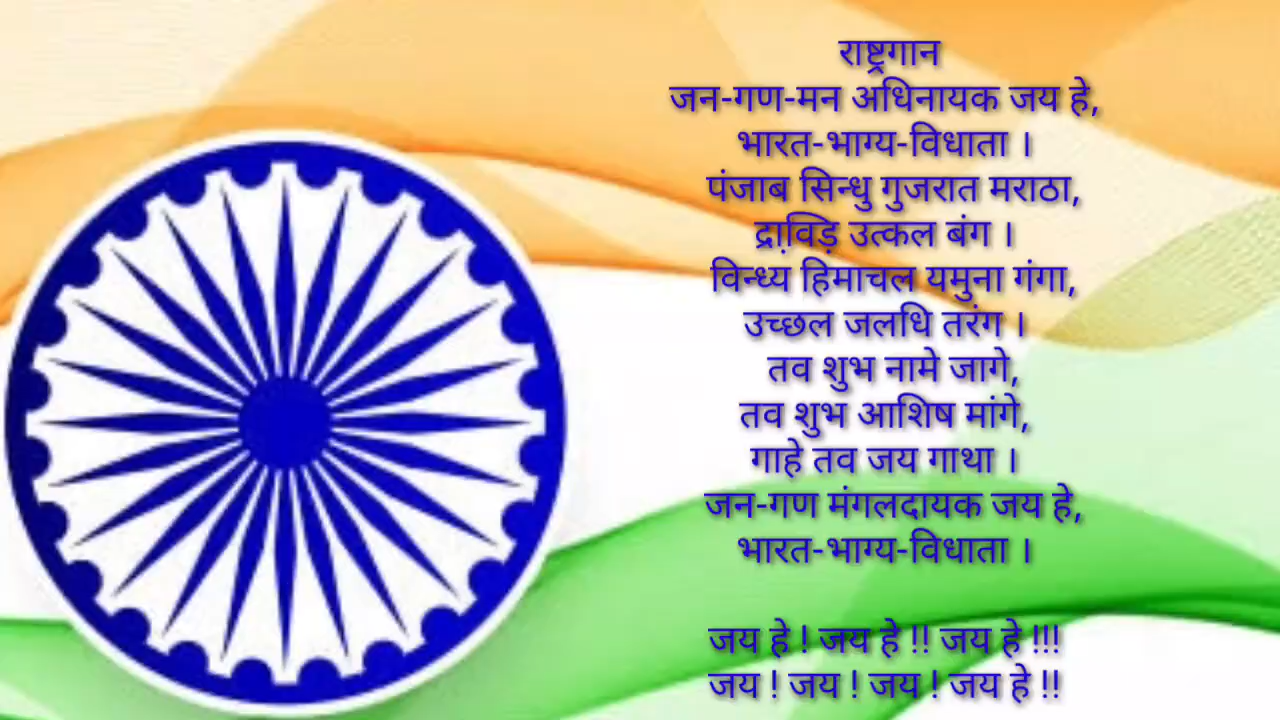 राष्ट्रगान
जन-गण-मन अधिनायक जय हे,
भारत-भाग्य-विधाता ।
पंजाब सिन्धु गुजरात मराठा,
द्रा़विड़ उत्कल बंग ।
विन्ध्य हिमाचल यमुना गंगा,
उच्छल जलधि तरंग ।
तव शुभ नामे जागे,
तव शुभ आशिष मांगे,
गाहे तव जय गाथा ।
जन-गण मंगलदायक जय हे,
भारत-भाग्य-विधाता ।
जय हे ! जय हे !! जय हे !!!
जय ! जय ! जय ! जय हे !!